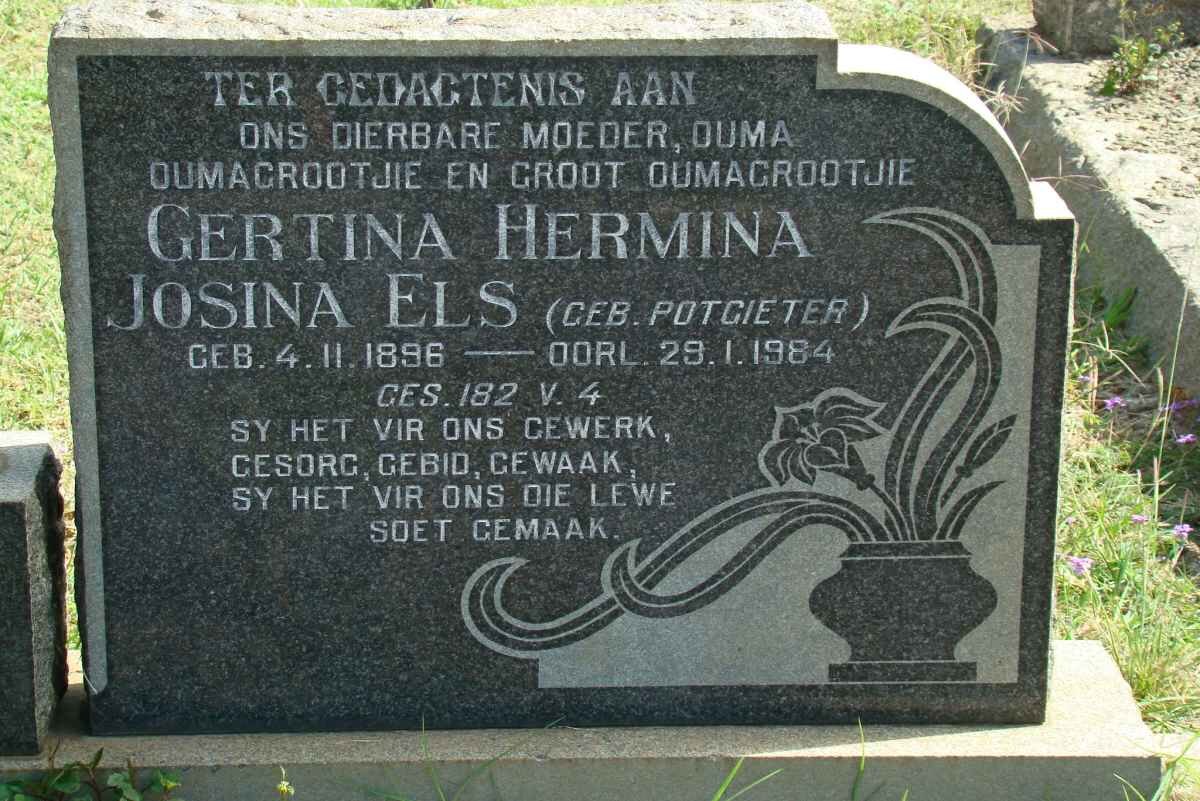 TER GEDAGTENIS AAN
ONS DIERBARE MOEDER, OUMA
OUMAGROOTJIE EN GROOT OUMAGROOTJIE
GERTINA HERMINA
JOSINA ELS (GEB. POTGIETER)
GEB. 4. 11. 1896 — OORL. 29. 1. 1984
GES. 182 V. 4
SY HET VIR ONS GEWERK,
GESORG, GEBID, GEWAAK,
SY HET VIR ONS DIE LEWE
SOET GEMAAK.